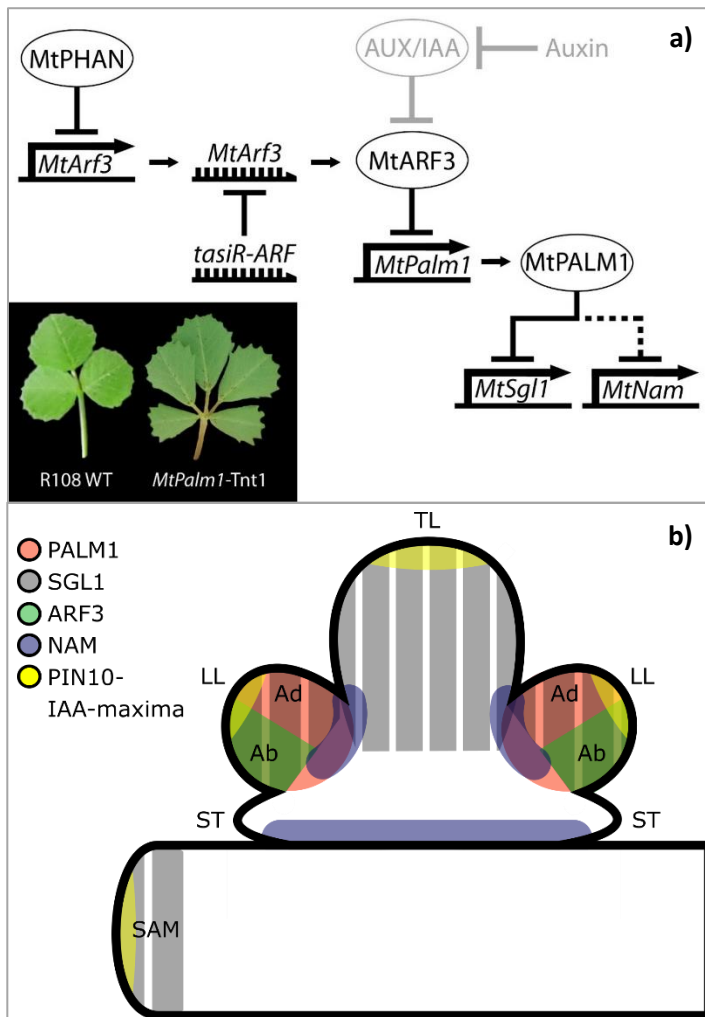 a)
MtPHAN
AUX/IAA
Auxin
MtArf3
MtArf3
MtARF3
tasiR-ARF
MtPalm1
MtPALM1
MtSgl1
MtNam
R108 WT
MtPalm1-Tnt1
b)
PALM1
SGL1
ARF3
NAM
PIN10-
IAA-maxima
TL
LL
LL
Ad
Ad
Ab
Ab
ST
ST
SAM